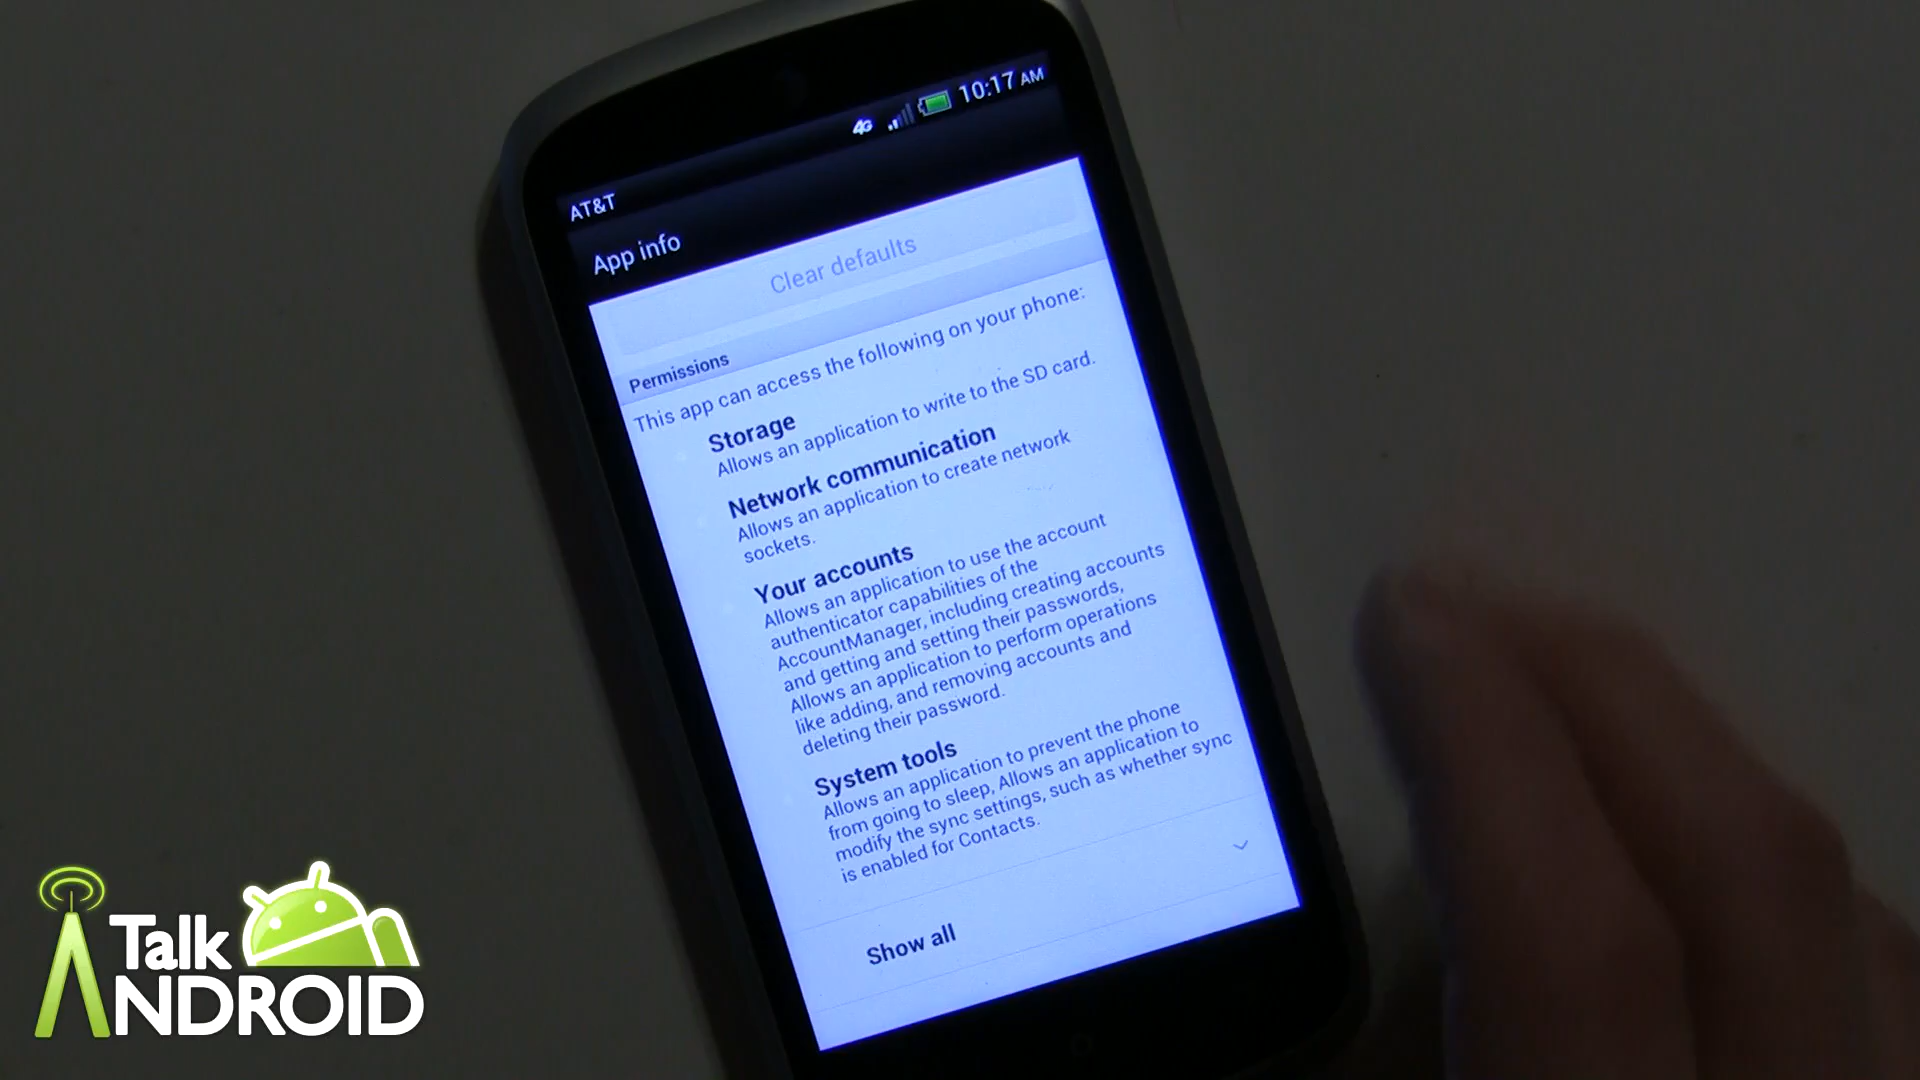 4G 10:17 AM
AT&T
App info
Clear defaults
Permissions
This app can access the following on your phone:
Storage
Allows an application to write to the SD card.
Network communication
Allows an application to create network
sockets.
Your accounts
Allows an application to use the account
authenticator capabilities of the
AccountManager, including creating accounts
and getting and setting their passwords,
Allows an application to perform operations
like adding, and removing accounts and
deleting their password.
System tools
Allows an application to prevent the phone
from going to sleep, Allows an application to
modify the sync settings, such as whether sync
is enabled for Contacts.
Show all
Talk
ANDROID